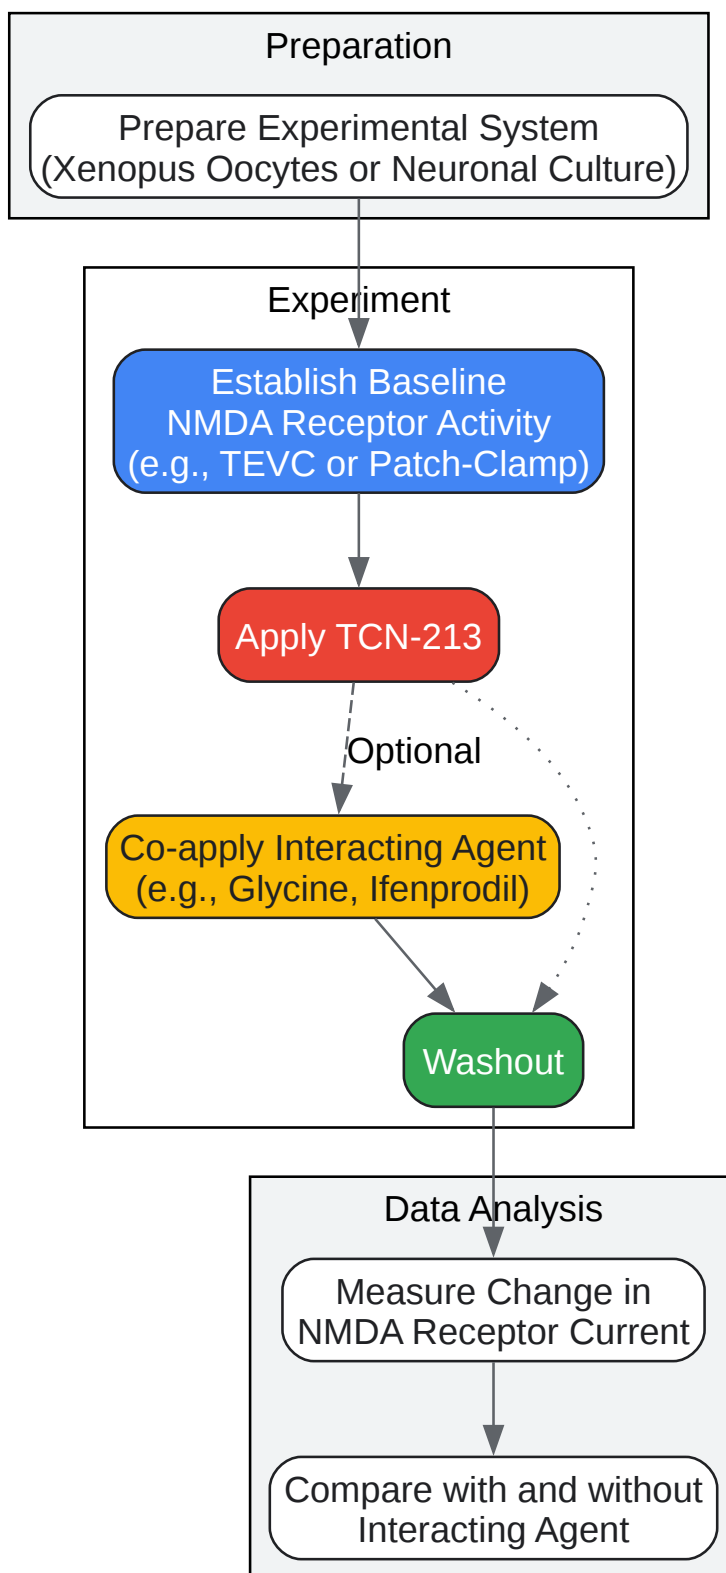 Preparation
Prepare Experimental System
(Xenopus Oocytes or Neuronal Culture)
Experiment
Establish Baseline
NMDA Receptor Activity
(e.g., TEVC or Patch-Clamp)
Apply TCN-213
Optional
Co-apply Interacting Agent
(e.g., Glycine, Ifenprodil)
Washout
Data Analysis
Measure Change in
NMDA Receptor Current
Compare with and without
Interacting Agent